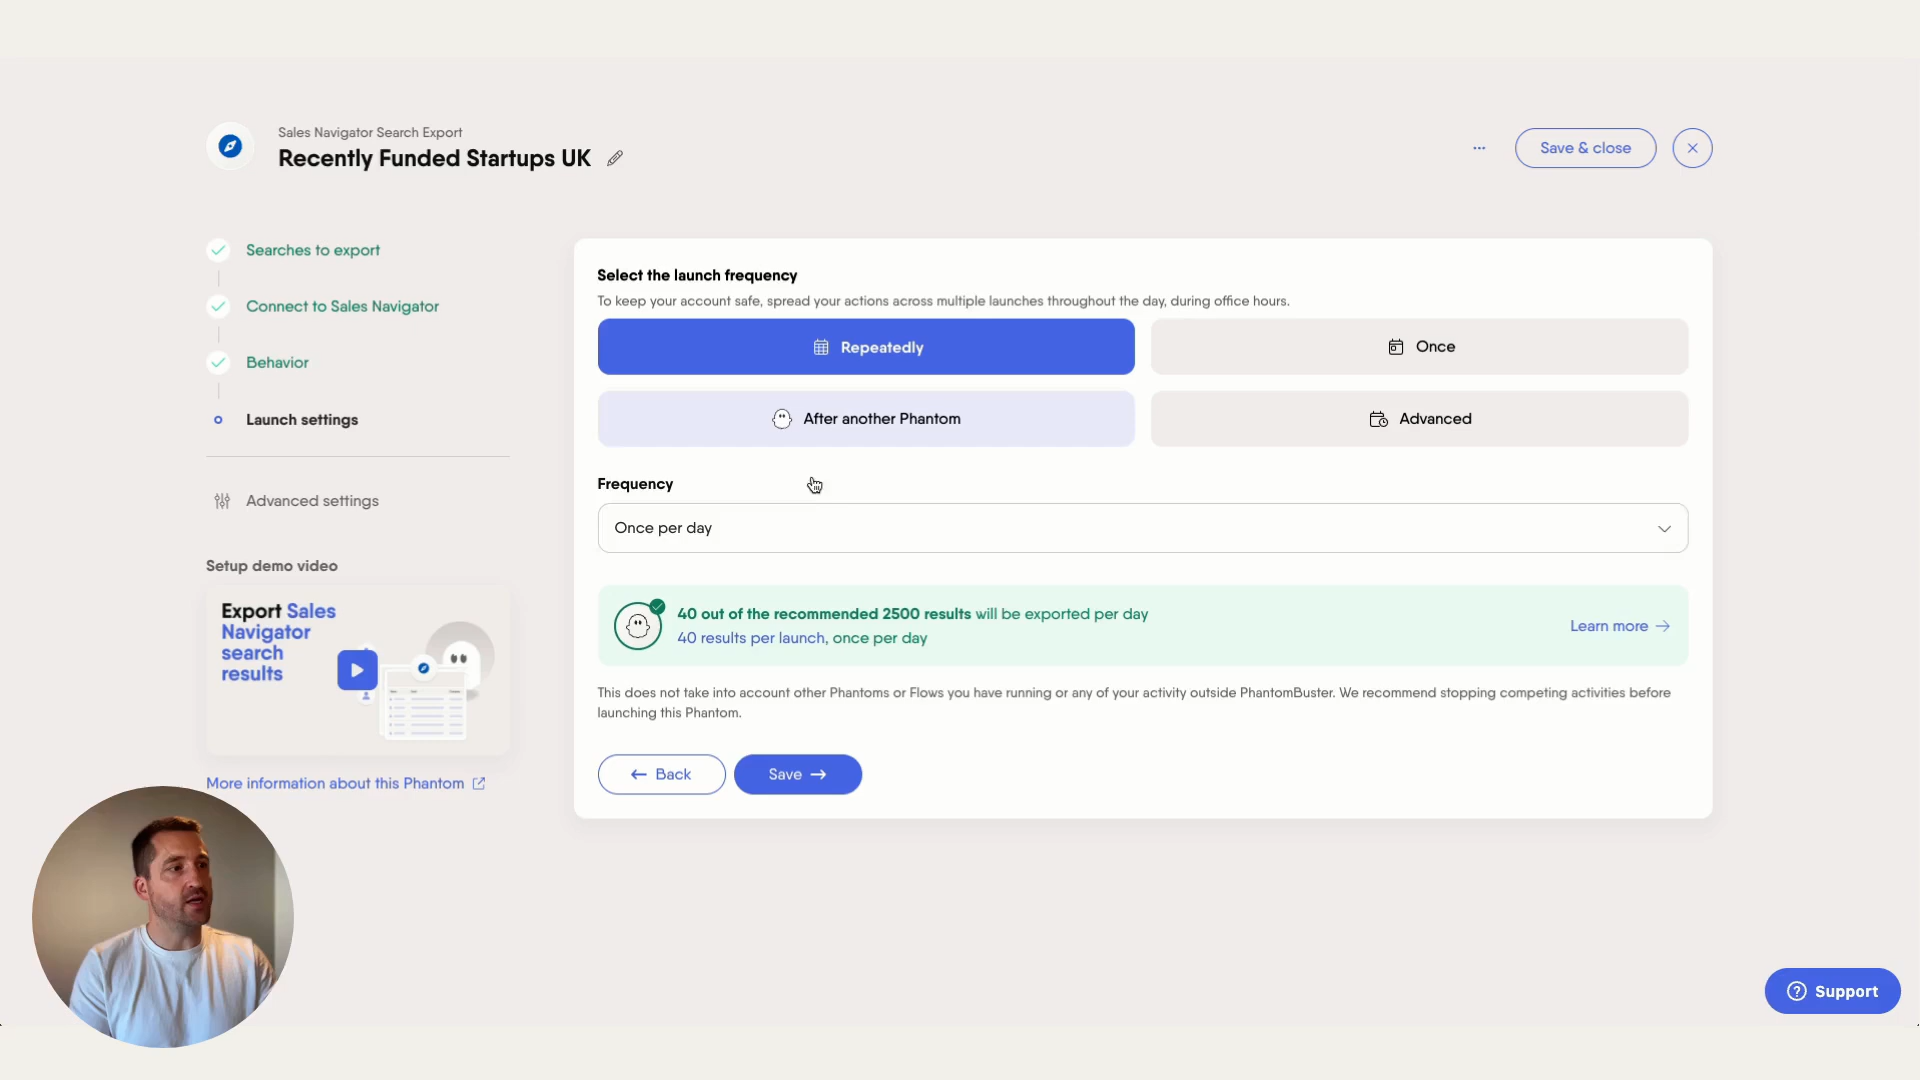 Sales Navigator Search Export
Recently Funded Startups UK
Save & close
Searches to export
Connect to Sales Navigator
Behavior
Launch settings
Advanced settings
Setup demo video
Export Sales
Navigator
search
results
More information about this Phantom
Select the launch frequency
To keep your account safe, spread your actions across multiple launches throughout the day, during office hours.
Repeatedly
Once
After another Phantom
Advanced
Frequency
Once per day
40 out of the recommended 2500 results will be exported per day
40 results per launch, once per day
Learn more
This does not take into account other Phantoms or Flows you have running or any of your activity outside PhantomBuster. We recommend stopping competing activities before
launching this Phantom.
Back
Save
Support